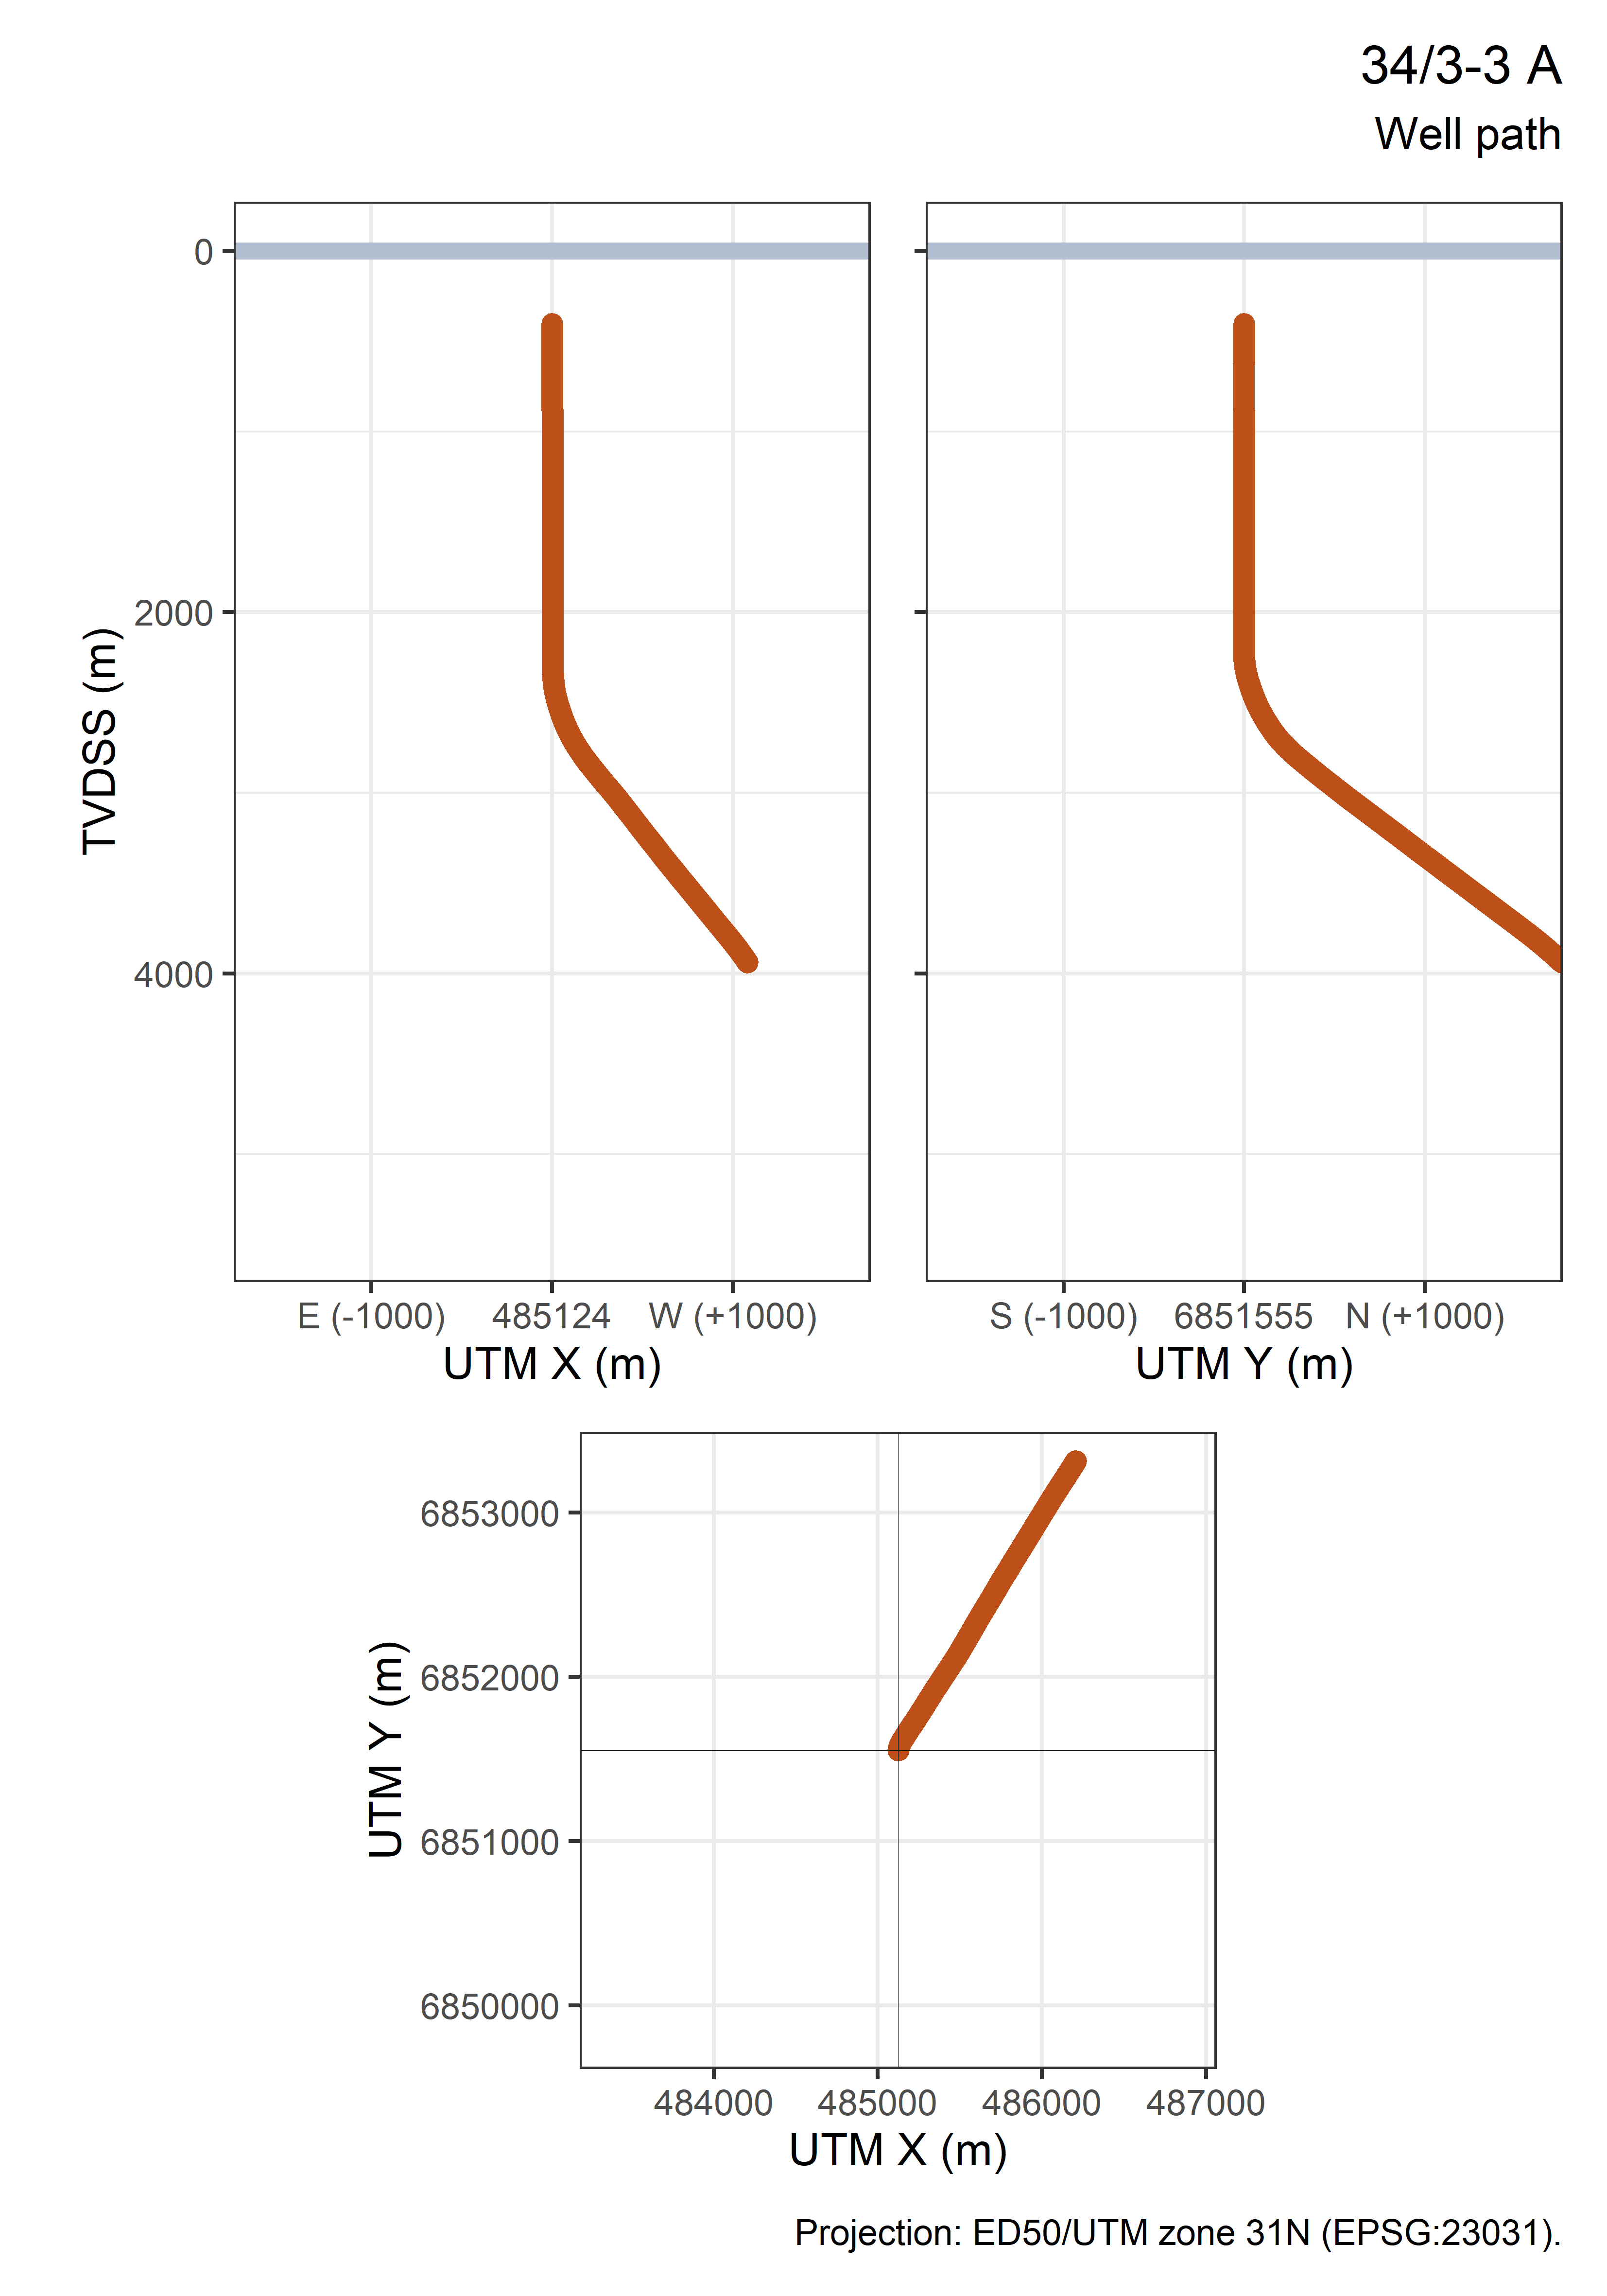 34/3-3 A
Well path
TVDSS (m)
0
2000
4000
E (-1000) 485124 W (+1000)
UTM X (m)
S (-1000) 6851555 N (+1000)
UTM Y (m)
UTM Y (m)
6853000
6852000
6851000
6850000
484000 485000 486000 487000
UTM X (m)
Projection: ED50/UTM zone 31N (EPSG:23031).